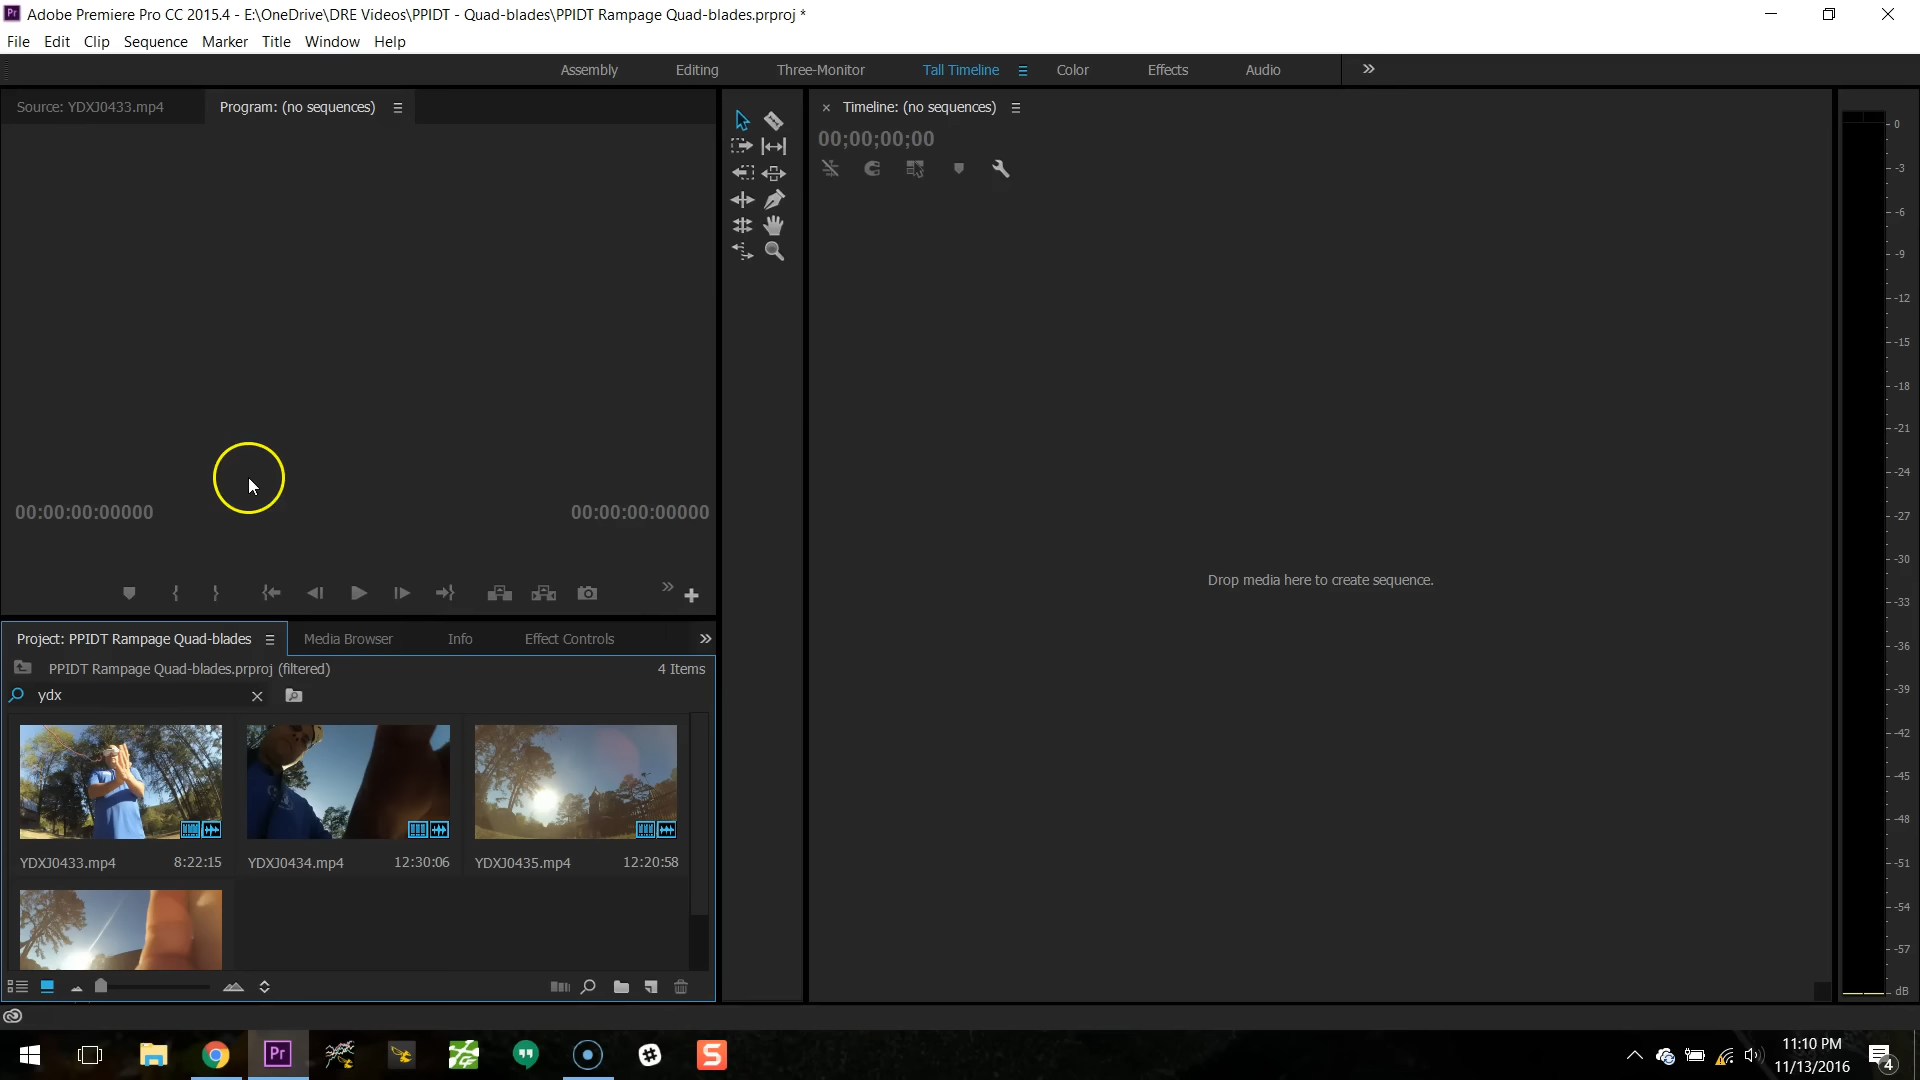 Adobe Premiere Pro CC 2015.4 - E:\OneDrive\DRE Videos\PPIDT - Quad-blades\PPIDT Rampage Quad-blades.prproj *
File Edit Clip Sequence Marker Title Window Help
Assembly Editing Three-Monitor Tall Timeline Color Effects Audio
Source: YDXJ0433.mp4 Program: (no sequences)
Timeline: (no sequences)
00;00;00;00
00:00:00:00000 00:00:00:00000
Drop media here to create sequence.
Project: PPIDT Rampage Quad-blades Media Browser Info Effect Controls
PPIDT Rampage Quad-blades.prproj (filtered) 4 Items
ydx
YDXJ0433.mp4 8:22:15 YDXJ0434.mp4 12:30:06 YDXJ0435.mp4 12:20:58
0
-3
-6
-9
-12
-15
-18
-21
-24
-27
-30
-33
-36
-39
-42
-45
-48
-51
-54
-57
dB
Pr
S
11:10 PM
11/13/2016
4